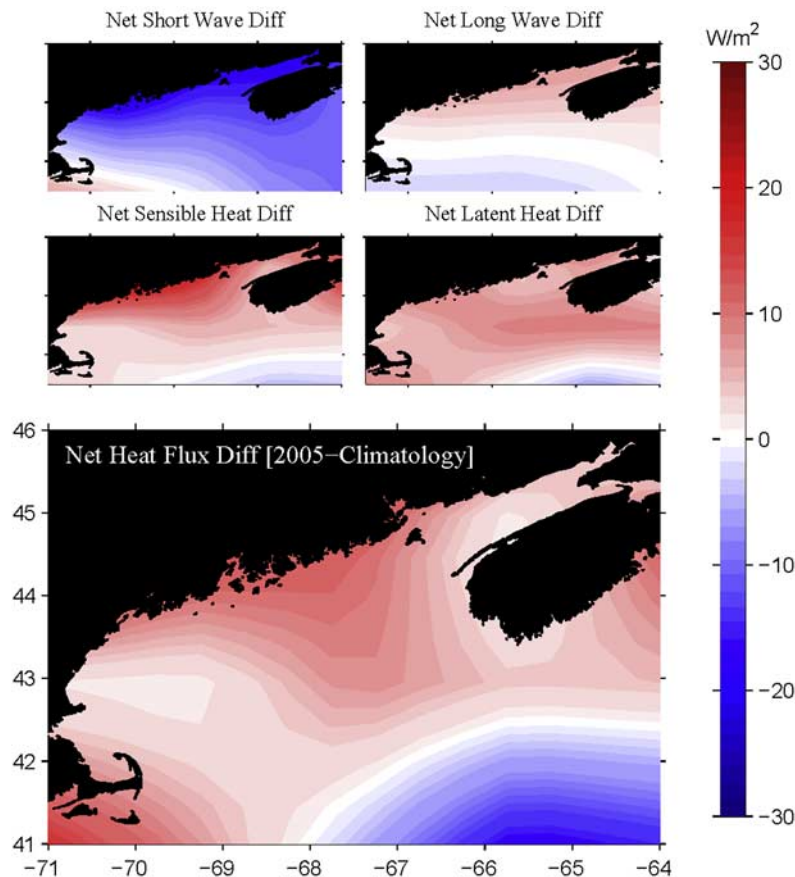 Net Short Wave Diff
Net Long Wave Diff
W/m²
30
20
10
0
−10
−20
−30
Net Sensible Heat Diff
Net Latent Heat Diff
Net Heat Flux Diff [2005−Climatology]
46
45
44
43
42
41
−71 −70 −69 −68 −67 −66 −65 −64